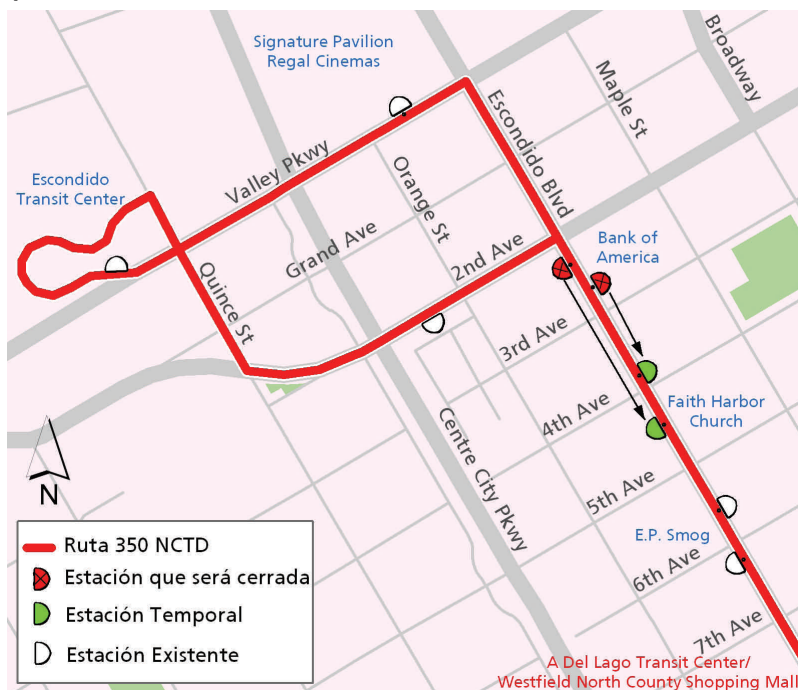 Signature Pavilion
Regal Cinemas
Broadway
Maple St
Escondido Blvd
Valley Pkwy
Orange St
Escondido
Transit Center
Grand Ave
2nd Ave
Bank of
America
Quince St
3rd Ave
4th Ave
Faith Harbor
Church
Centre City Pkwy
5th Ave
N
E.P. Smog
6th Ave
7th Ave
Ruta 350 NCTD
Estación que será cerrada
Estación Temporal
Estación Existente
A Del Lago Transit Center/
Westfield North County Shopping Mall